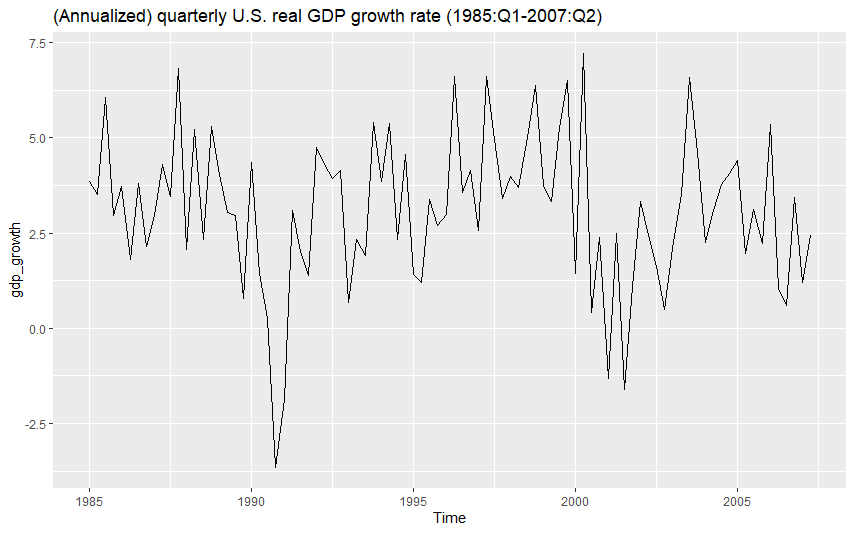 (Annualized) quarterly U.S. real GDP growth rate (1985:Q1-2007:Q2)
7.5
5.0
2.5
0.0
-2.5
gdp_growth
1985 1990 1995 2000 2005
Time